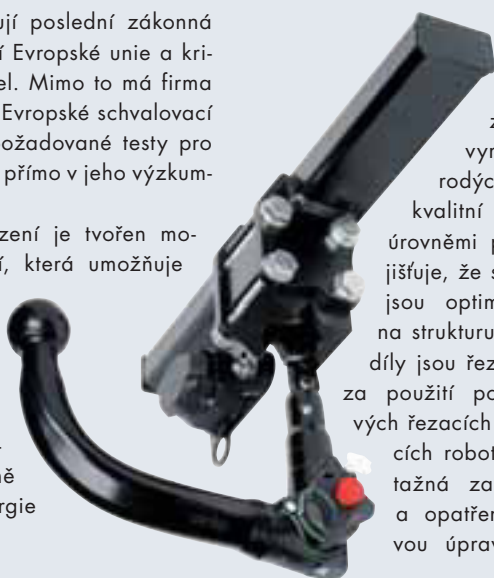 ují poslední zákonná
í Evropské unie a kri-
el. Mimo to má firma
Evropské schvalovací
požadované testy pro
přímo v jeho výzkum-
zení je tvořen mo-
í, která umožňuje
ně
rgie
z
vyr
rodýc
kvalitní
úrovněmi p
jišťuje, že s
jsou optim
na strukturu
díly jsou řez
za použití po
vých řezacích
cích robot
tažná za
a opatřen
vou úprav